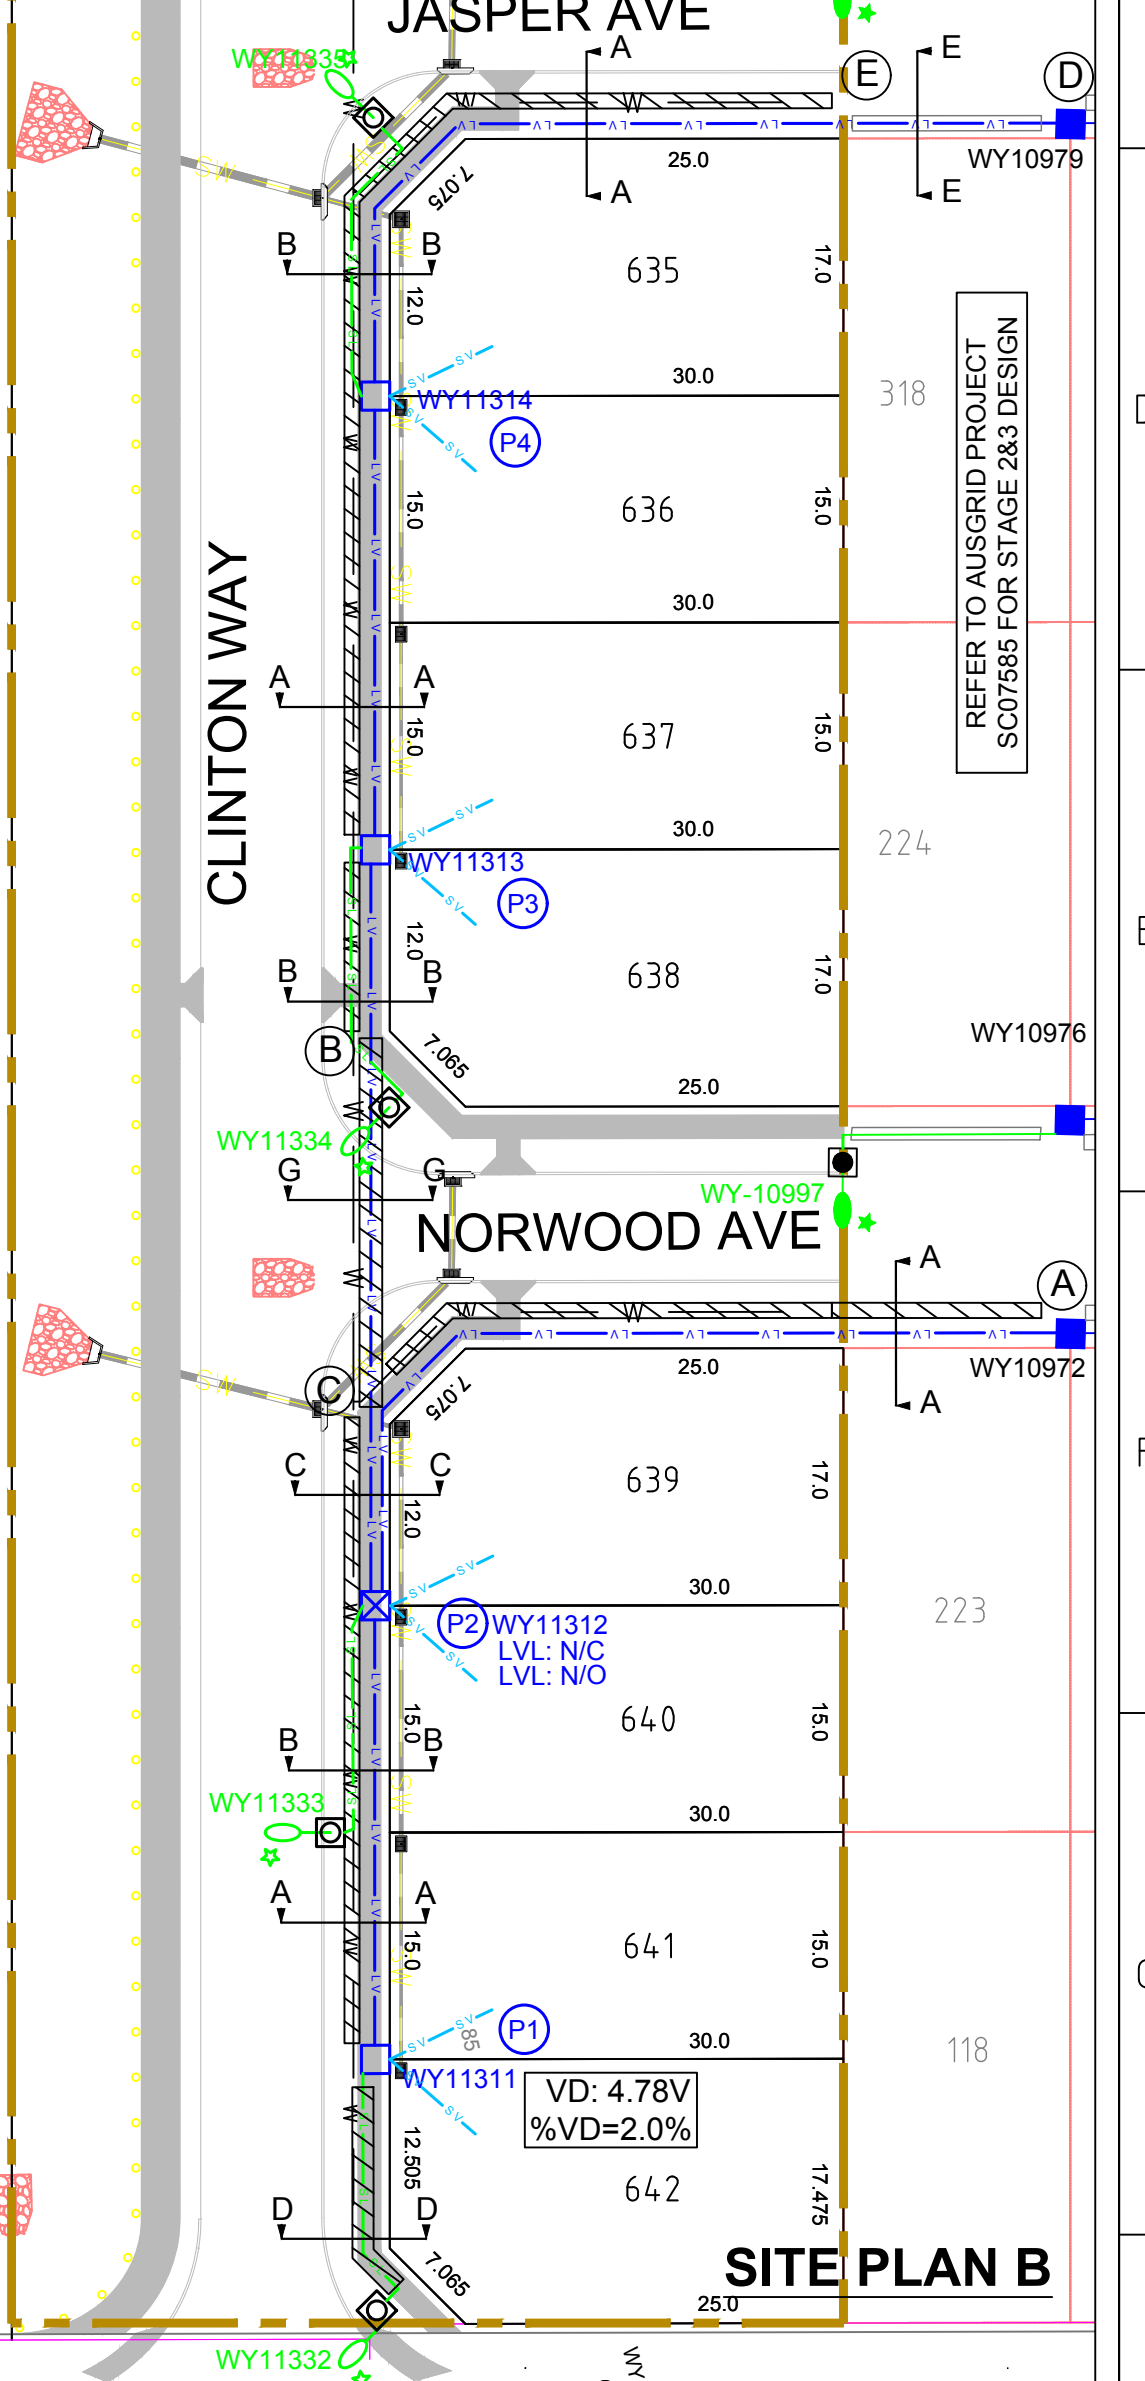 JASPER AVE
WY11335
A
E
E
D
25.0
WY10979
7.075
A
E
B
B
635
17.0
12.0
30.0
318
WY11314
P4
REFER TO AUSGRID PROJECT
SC07585 FOR STAGE 2&3 DESIGN
15.0
636
15.0
30.0
CLINTON WAY
A
A
15.0
637
15.0
30.0
224
WY11313
P3
12.0
B
B
638
17.0
B
7.065
WY10976
25.0
WY11334
G
G
WY-10997
NORWOOD AVE
A
A
25.0
WY10972
C
7.075
A
C
C
639
17.0
12.0
30.0
223
P2
WY11312
LVL: N/C
LVL: N/O
640
15.0
15.0
B
B
WY11333
30.0
A
A
641
15.0
15.0
P1
85
30.0
118
WY11311
VD: 4.78V
%VD=2.0%
12.505
642
17.475
D
D
7.065
SITE PLAN B
25.0
WY11332
WY